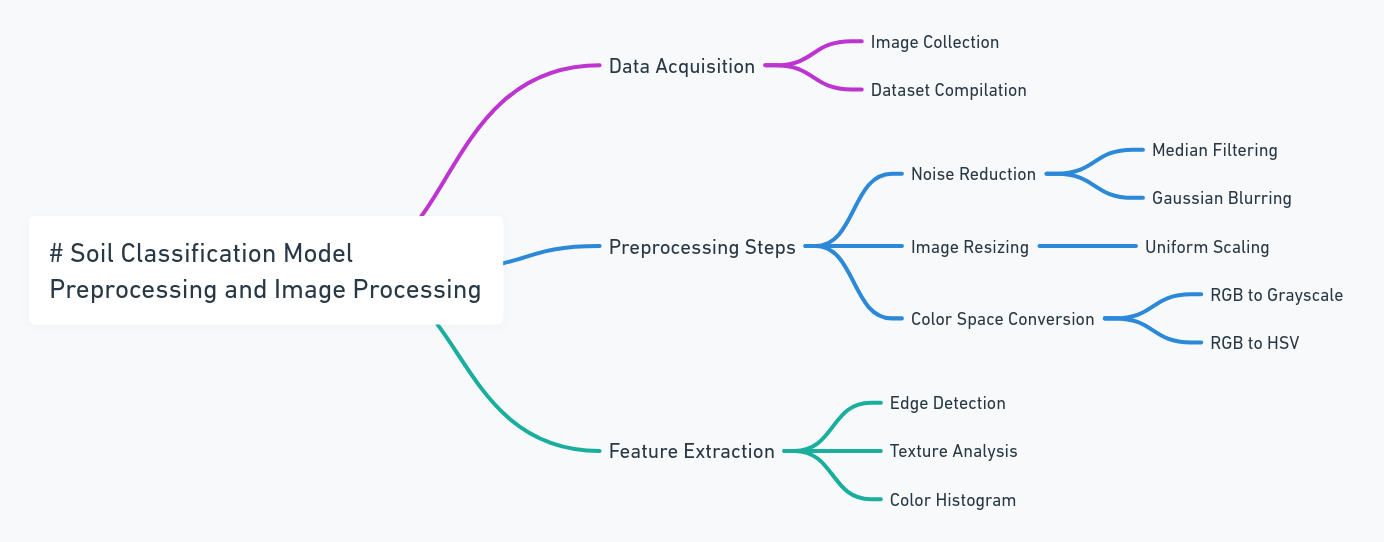 # Soil Classification Model
Preprocessing and Image Processing
Data Acquisition
Image Collection
Dataset Compilation
Preprocessing Steps
Noise Reduction
Median Filtering
Gaussian Blurring
Image Resizing
Uniform Scaling
Color Space Conversion
RGB to Grayscale
RGB to HSV
Feature Extraction
Edge Detection
Texture Analysis
Color Histogram